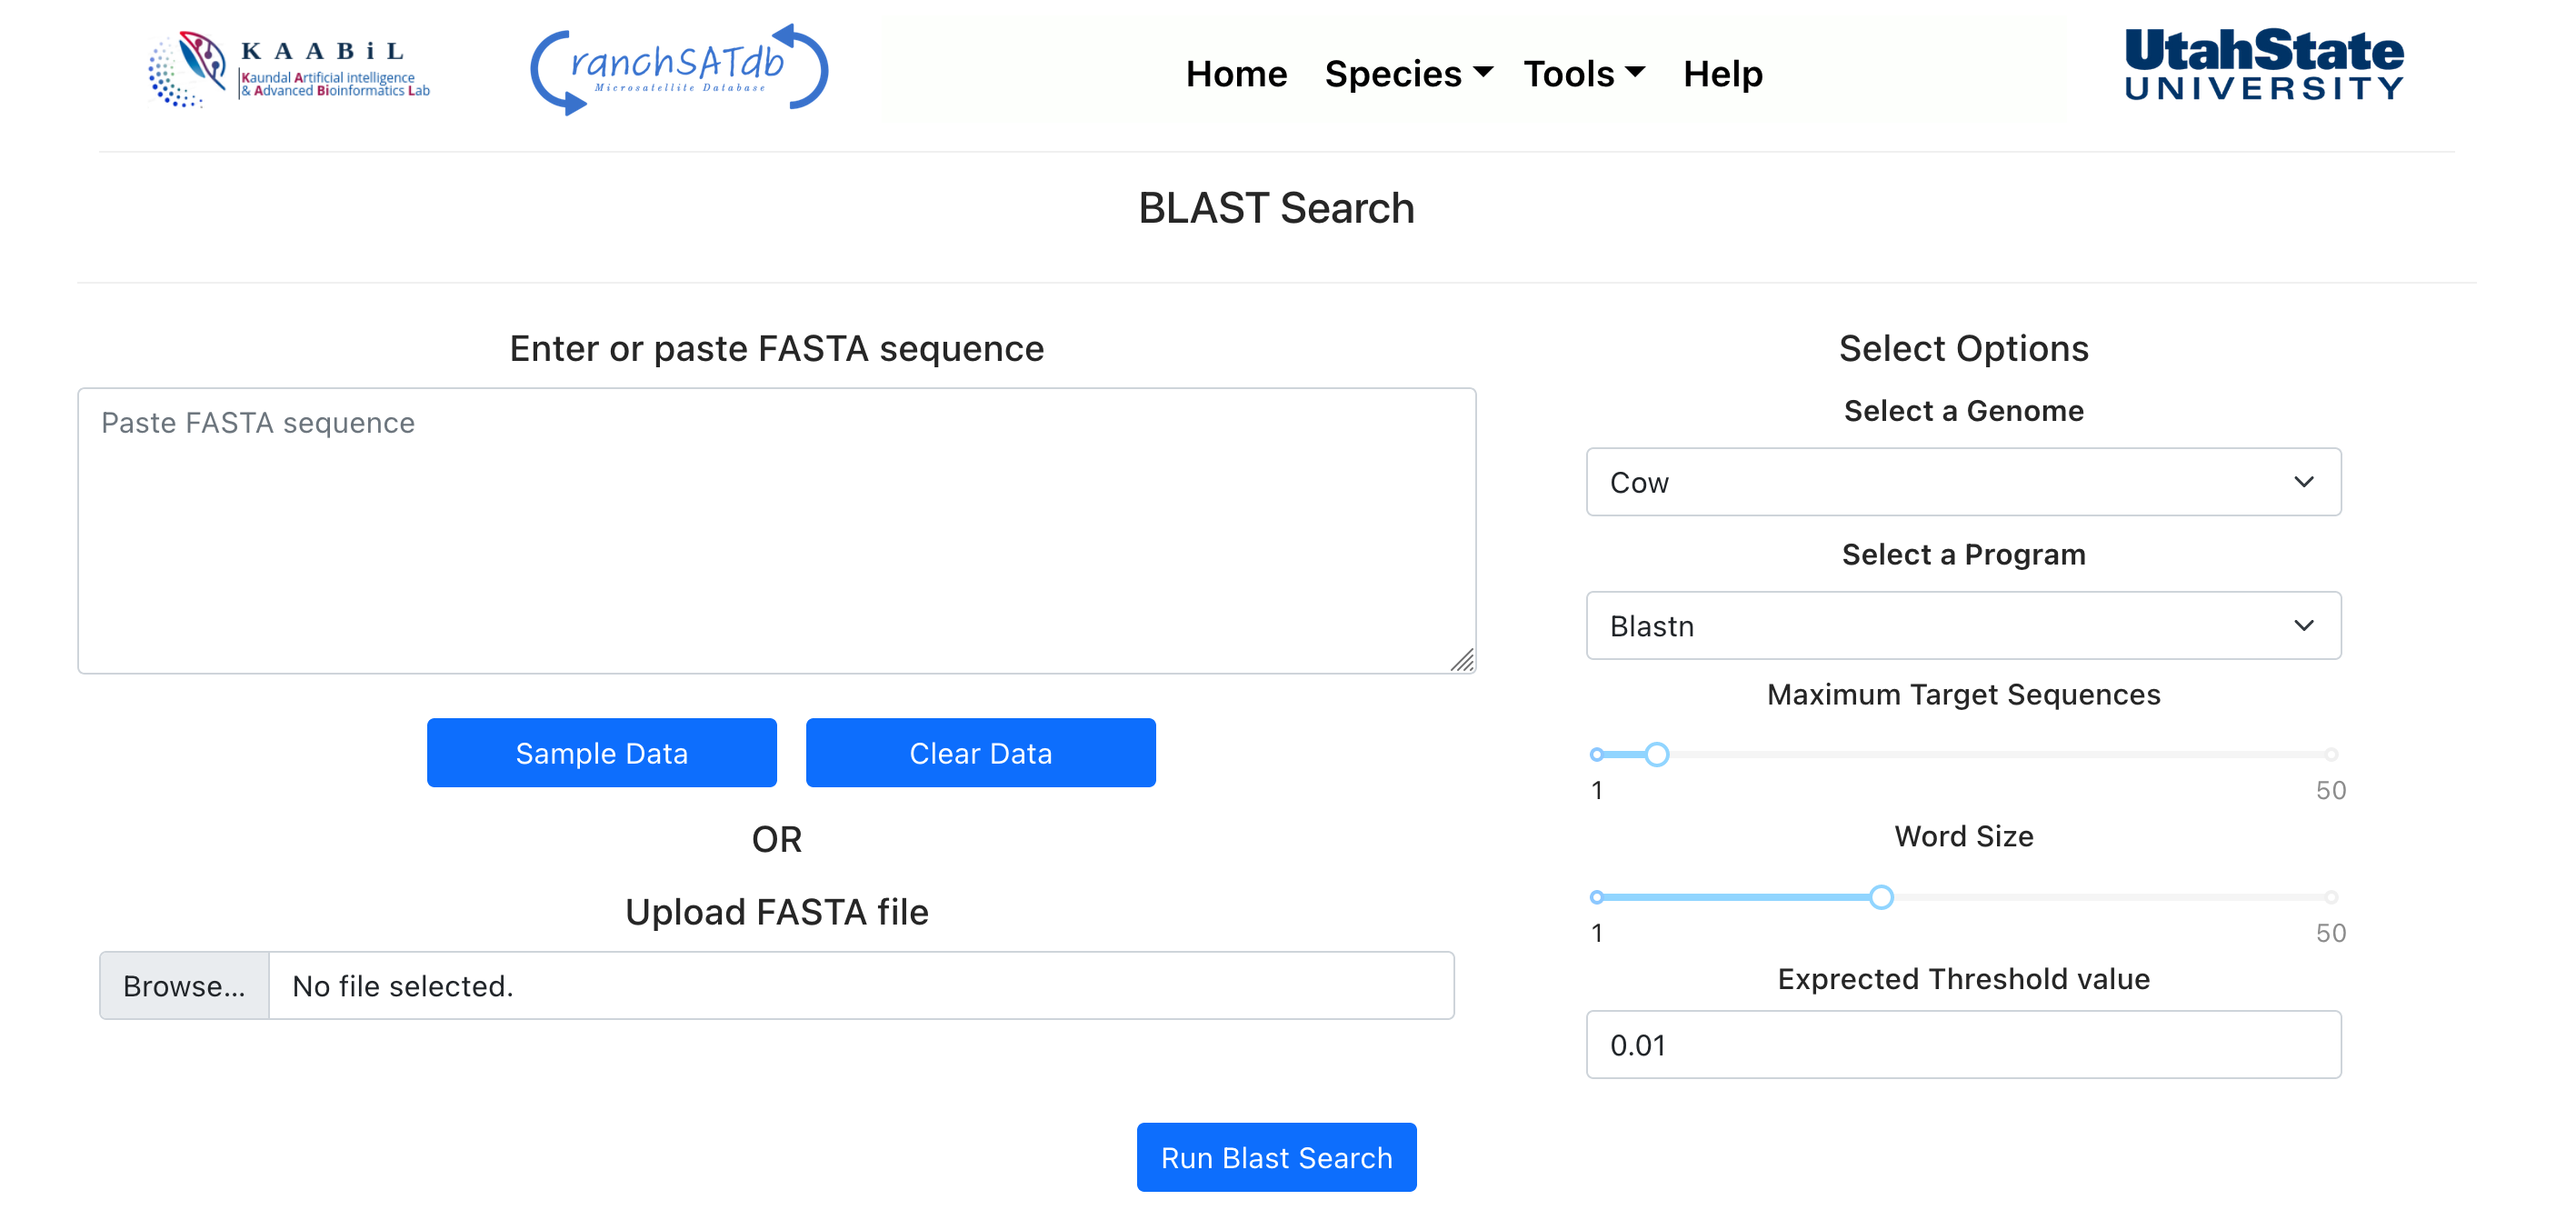 K A A B i L
Kaundal Artificial intelligence
& Advanced Bioinformatics Lab
ranchSATdb
Microsatellite Database
Home Species Tools Help
UtahState
UNIVERSITY
BLAST Search
Enter or paste FASTA sequence
Paste FASTA sequence
Sample Data Clear Data
OR
Upload FASTA file
Browse... No file selected.
Select Options
Select a Genome
Cow
Select a Program
Blastn
Maximum Target Sequences
1 50
Word Size
1 50
Exprected Threshold value
0.01
Run Blast Search